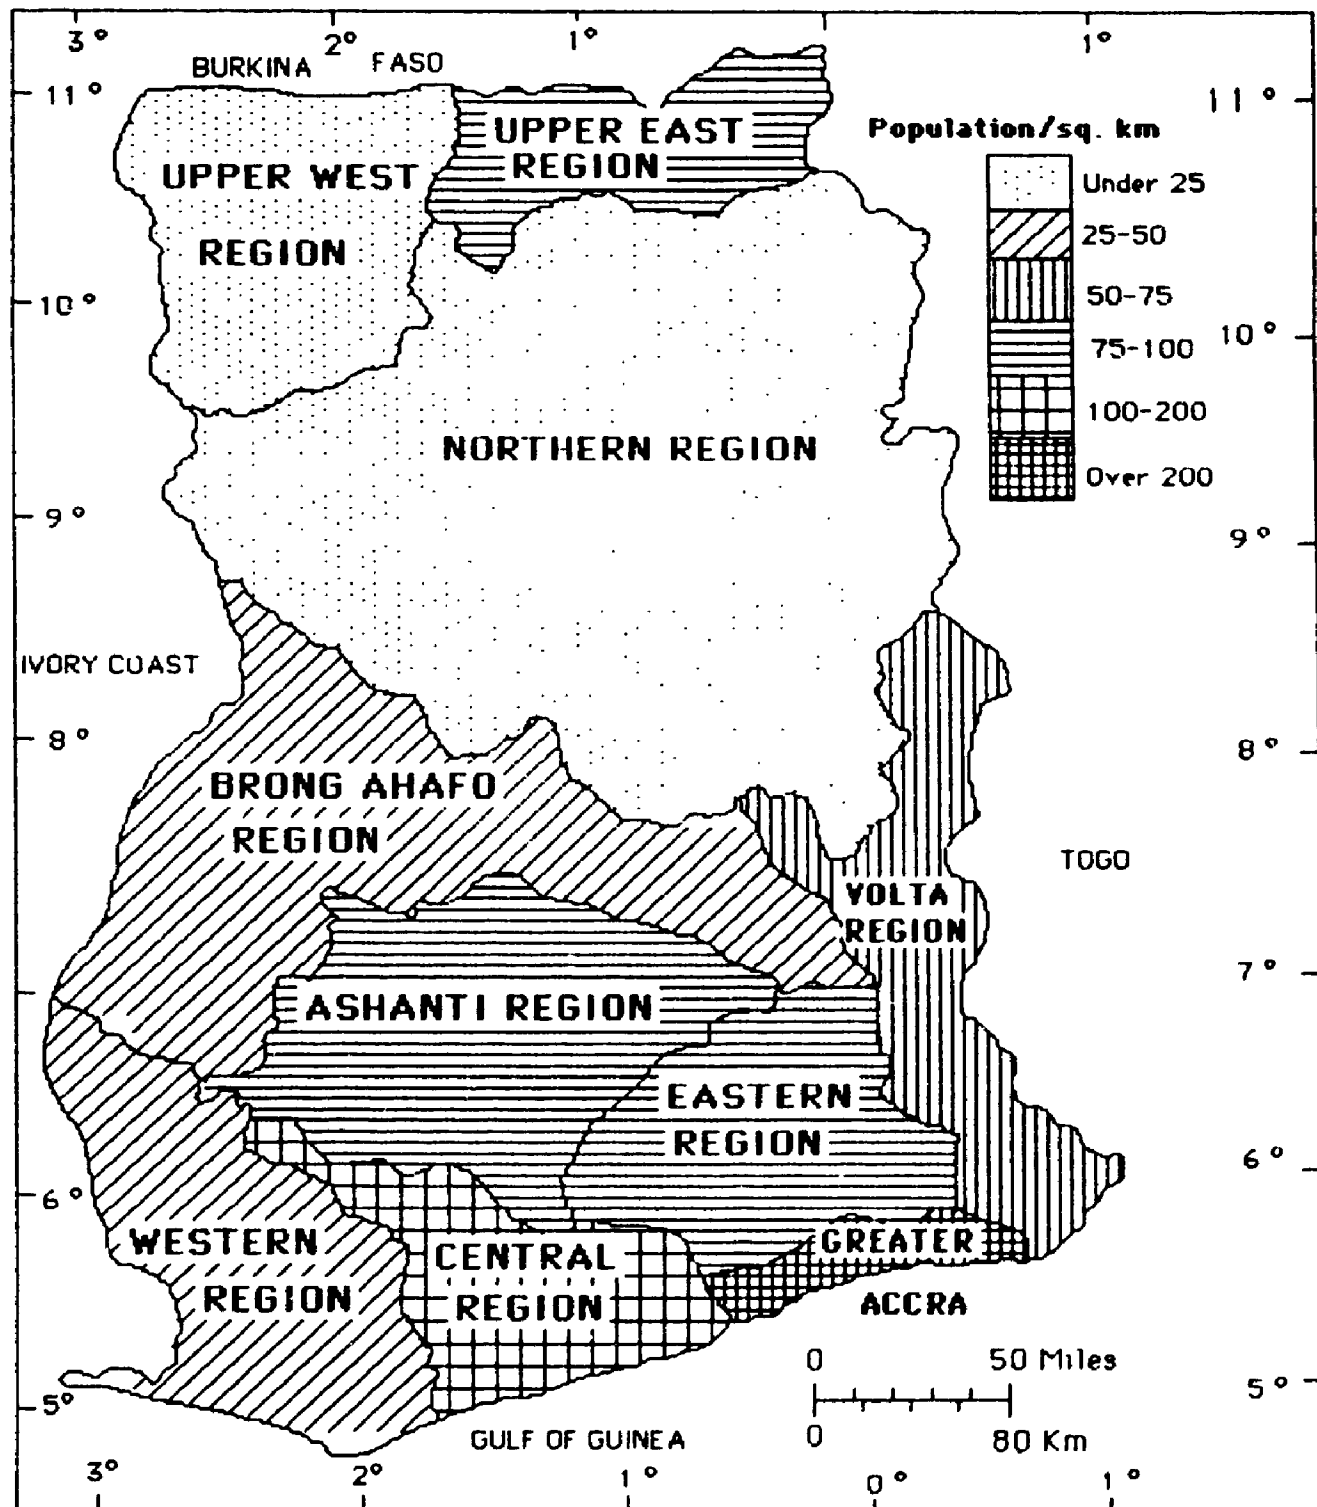 3° 2° 1° 1°
BURKINA FASO
11° 11°
Population/sq. km
Under 25
25-50
50-75
75-100
100-200
Over 200
UPPER EAST
REGION
UPPER WEST
REGION
10° 10°
NORTHERN REGION
9° 9°
IVORY COAST
8° 8°
BRONG AHAFO
REGION
TOGO
VOLTA
REGION
7°
ASHANTI REGION
EASTERN
REGION
6° 6°
WESTERN
REGION
CENTRAL
REGION
GREATER
ACCRA
0 50 Miles
0 80 Km
5° 5°
GULF OF GUINEA
3° 2° 1° 0° 1°